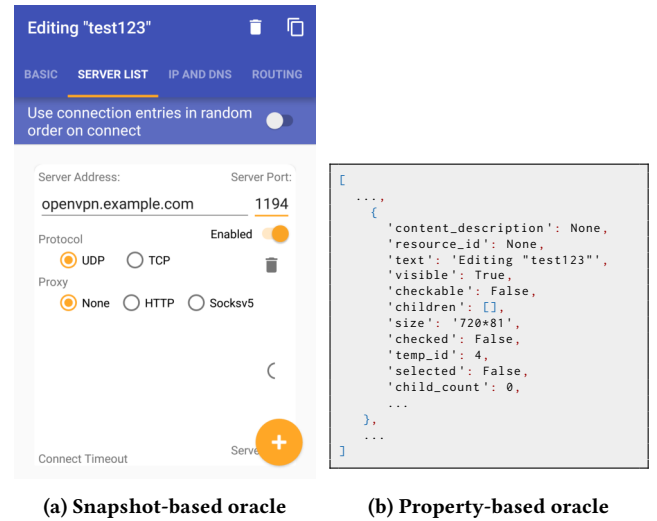 Editing "test123"
BASIC SERVER LIST IP AND DNS ROUTING
Use connection entries in random
order on connect
Server Address: Server Port:
openvpn.example.com 1194
Protocol Enabled
UDP TCP
Proxy
None HTTP Socksv5
Connect Timeout Serve
+
(a) Snapshot-based oracle
[
...,
{
'content_description': None,
'resource_id': None,
'text': 'Editing "test123"',
'visible': True,
'checkable': False,
'children': [],
'size': '720*81',
'checked': False,
'temp_id': 4,
'selected': False,
'child_count': 0,
...
},
...
]
(b) Property-based oracle